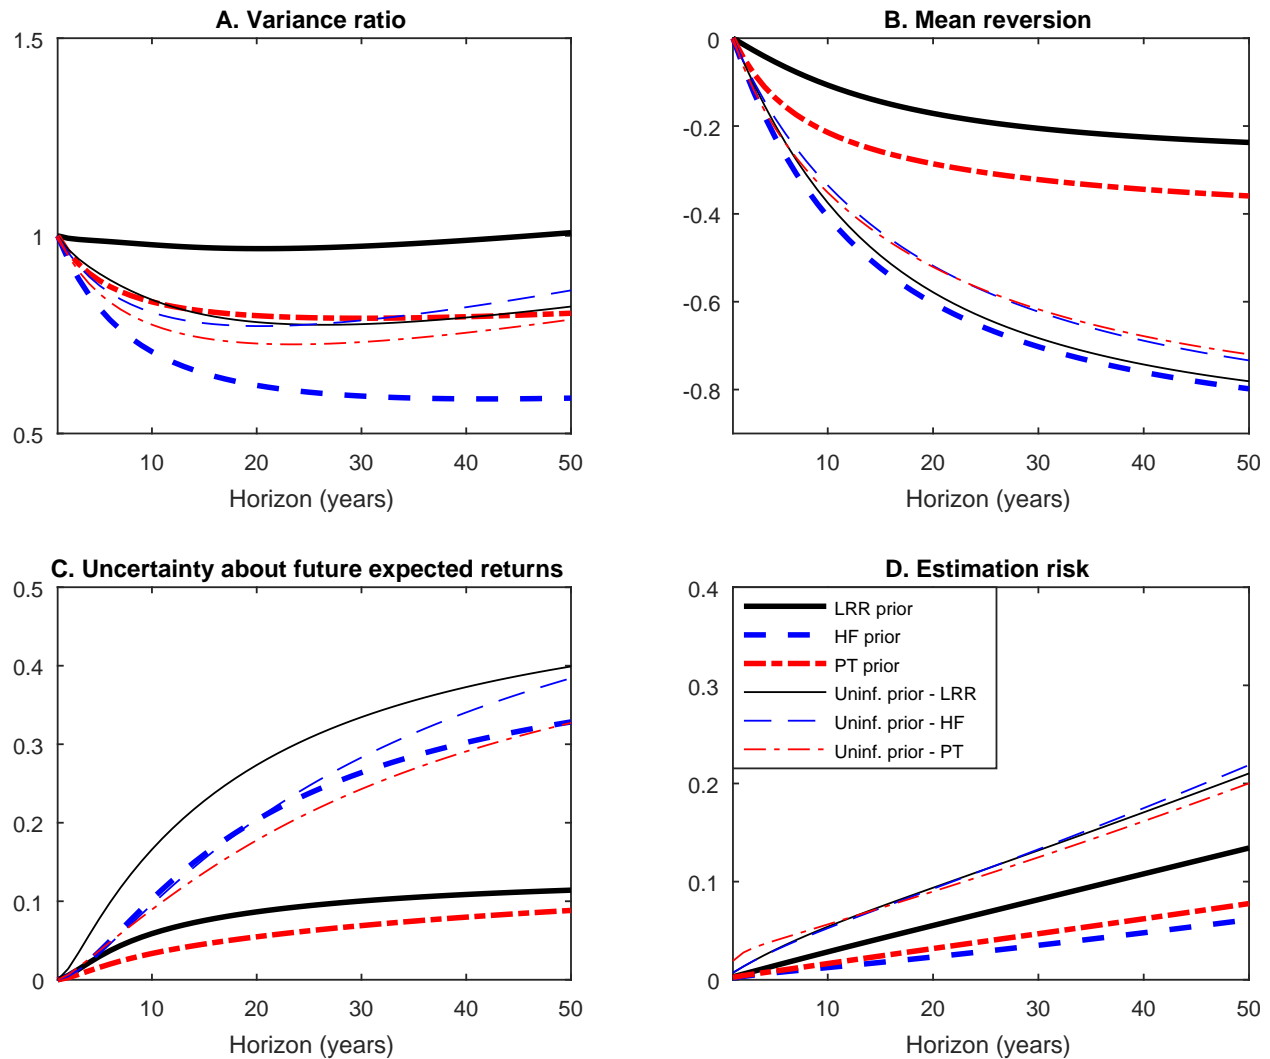 A. Variance ratio
1.5
1
0.5
10 20 30 40 50
Horizon (years)
B. Mean reversion
0
-0.2
-0.4
-0.6
-0.8
10 20 30 40 50
Horizon (years)
C. Uncertainty about future expected returns
0.5
0.4
0.3
0.2
0.1
0
10 20 30 40 50
Horizon (years)
D. Estimation risk
0.4
0.3
0.2
0.1
0
LRR prior
HF prior
PT prior
Uninf. prior - LRR
Uninf. prior - HF
Uninf. prior - PT
10 20 30 40 50
Horizon (years)